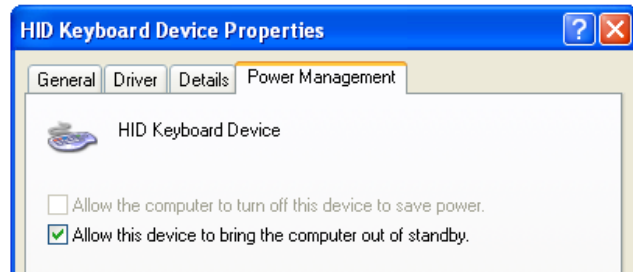 HID Keyboard Device Properties
General Driver Details Power Management
HID Keyboard Device
Allow the computer to turn off this device to save power.
Allow this device to bring the computer out of standby.